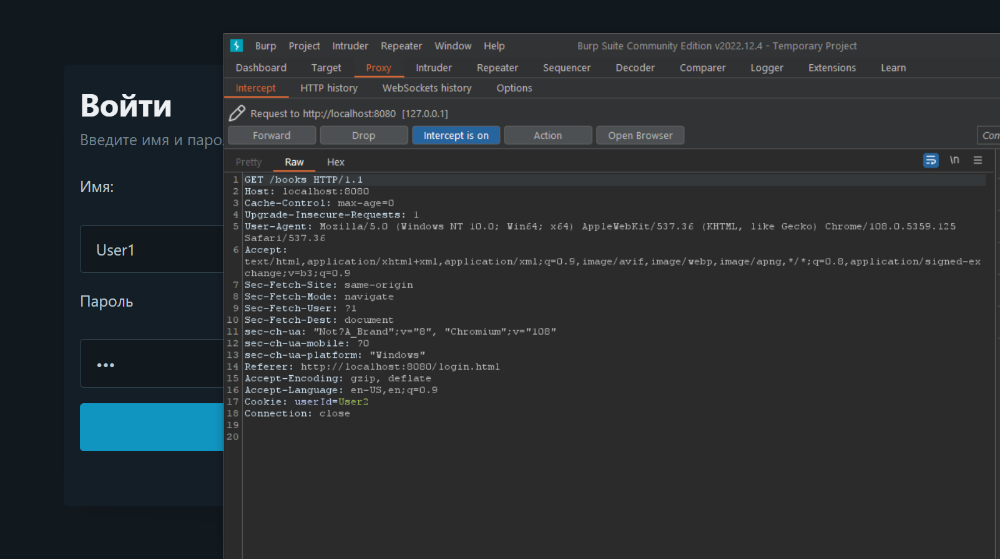 Войти
Введите имя и паро
Имя:
User1
Пароль
•••
Burp Project Intruder Repeater Window Help Burp Suite Community Edition v2022.12.4 - Temporary Project
Dashboard Target Proxy Intruder Repeater Sequencer Decoder Comparer Logger Extensions Learn
Intercept HTTP history WebSockets history Options
Request to http://localhost:8080 [127.0.0.1]
Forward Drop Intercept is on Action Open Browser Com
Pretty Raw Hex \n
1 GET /books HTTP/1.1
2 Host: localhost:8080
3 Cache-Control: max-age=0
4 Upgrade-Insecure-Requests: 1
5 User-Agent: Mozilla/5.0 (Windows NT 10.0; Win64; x64) AppleWebKit/537.36 (KHTML, like Gecko) Chrome/108.0.5359.125
Safari/537.36
6 Accept:
text/html,application/xhtml+xml,application/xml;q=0.9,image/avif,image/webp,image/apng,*/*;q=0.8,application/signed-ex
change;v=b3;q=0.9
7 Sec-Fetch-Site: same-origin
8 Sec-Fetch-Mode: navigate
9 Sec-Fetch-User: ?1
10 Sec-Fetch-Dest: document
11 sec-ch-ua: "Not?A_Brand";v="8", "Chromium";v="108"
12 sec-ch-ua-mobile: ?0
13 sec-ch-ua-platform: "Windows"
14 Referer: http://localhost:8080/login.html
15 Accept-Encoding: gzip, deflate
16 Accept-Language: en-US,en;q=0.9
17 Cookie: userId=User2
18 Connection: close
19
20